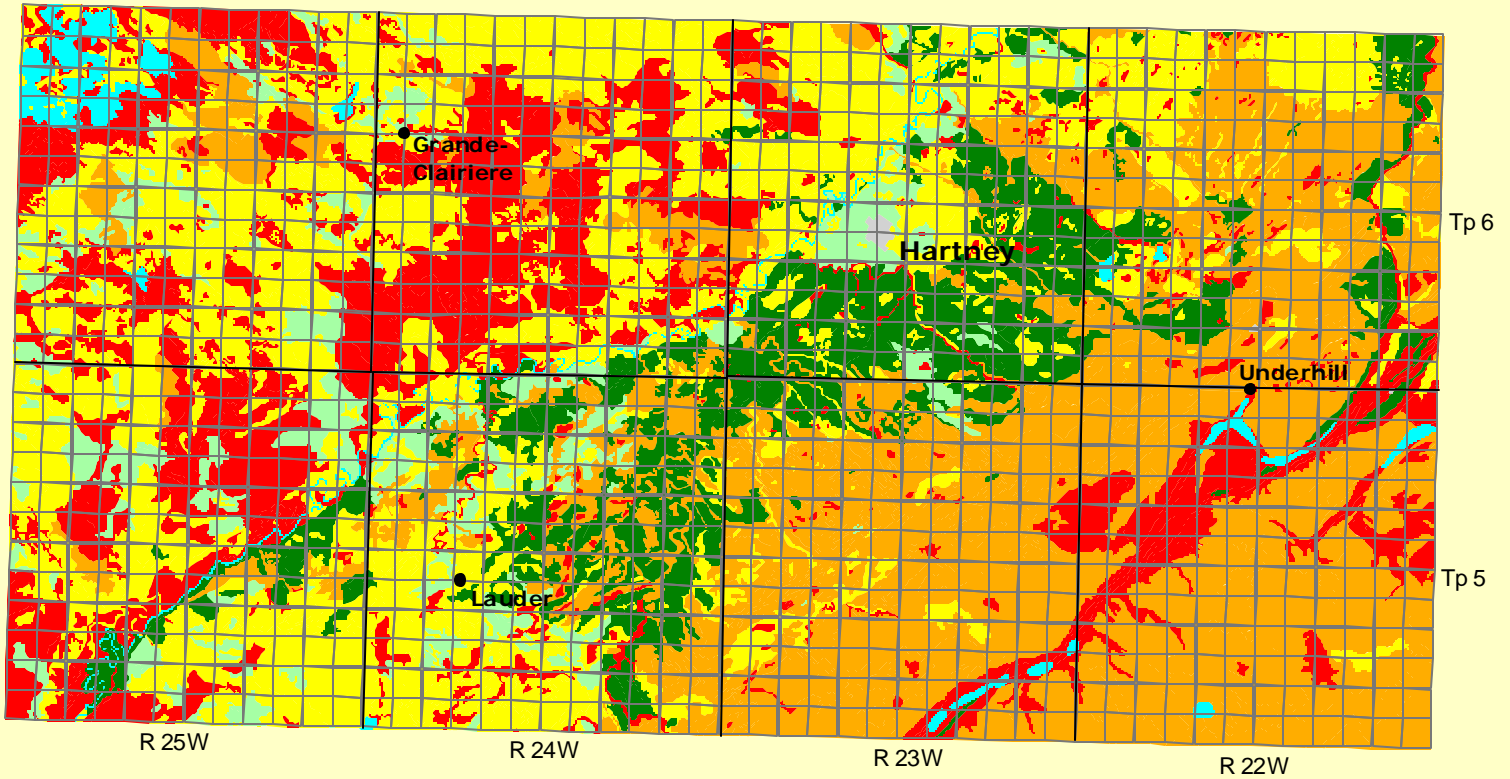 Grande-
Clairiere
Tp 6
Hartney
Underhill
Tp 5
Lauder
R 25W
R 24W
R 23W
R 22W